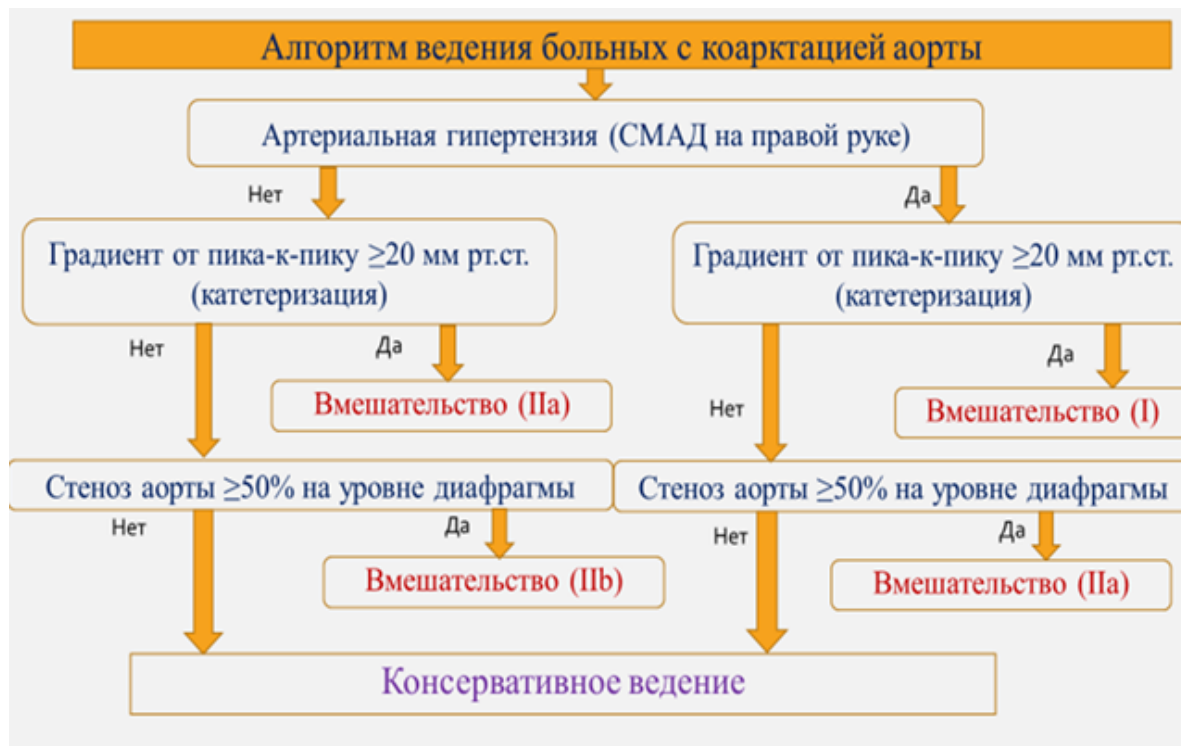 Алгоритм ведения больных с коарктацией аорты
Артериальная гипертензия (СМАД на правой руке)
Нет
Да
Градиент от пика-к-пику ≥20 мм рт.ст.
(катетеризация)
Градиент от пика-к-пику ≥20 мм рт.ст.
(катетеризация)
Нет
Да
Вмешательство (IIa)
Нет
Да
Вмешательство (I)
Стеноз аорты ≥50% на уровне диафрагмы
Стеноз аорты ≥50% на уровне диафрагмы
Нет
Да
Вмешательство (IIb)
Нет
Да
Вмешательство (IIa)
Консервативное ведение